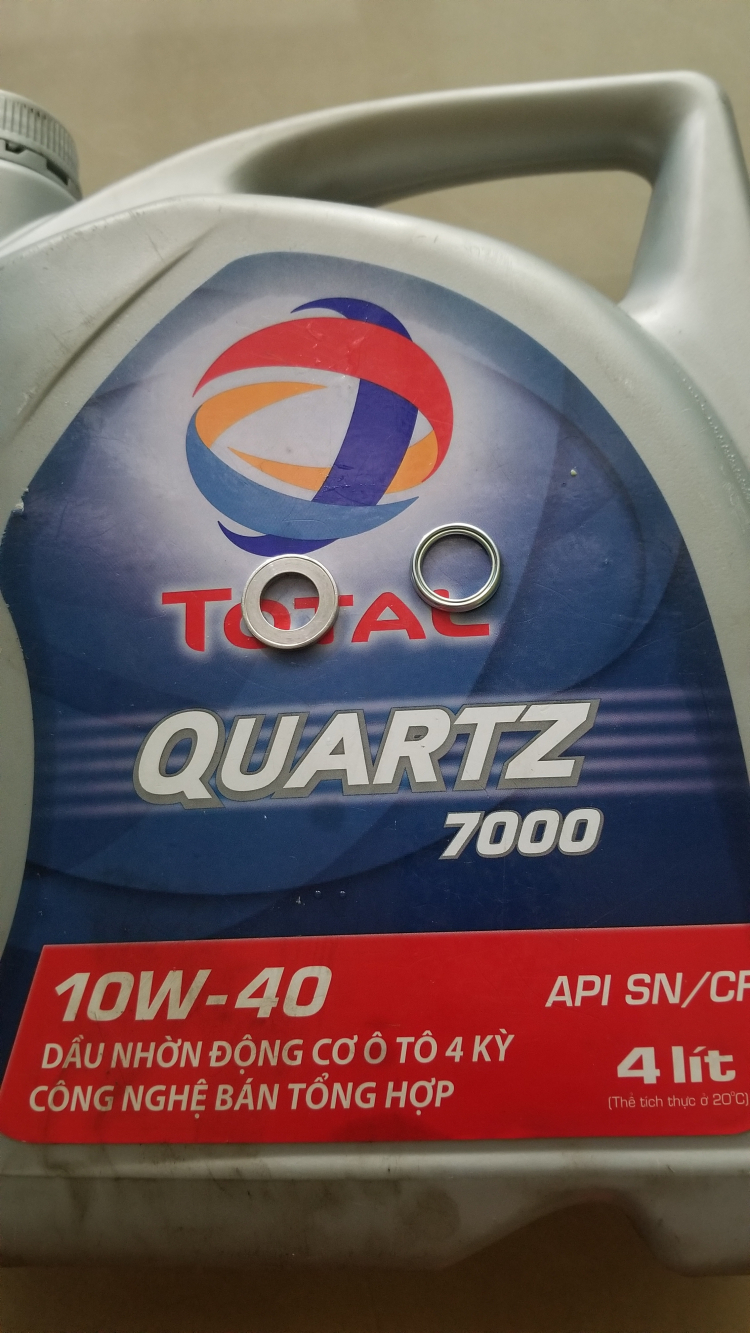 TOTAL
QUARTZ
7000
10W-40
API SN/CF
DẦU NHỜN ĐỘNG CƠ Ô TÔ 4 KỲ
CÔNG NGHỆ BÁN TỔNG HỢP
4 lít
(Thể tích thực ở 20°C)